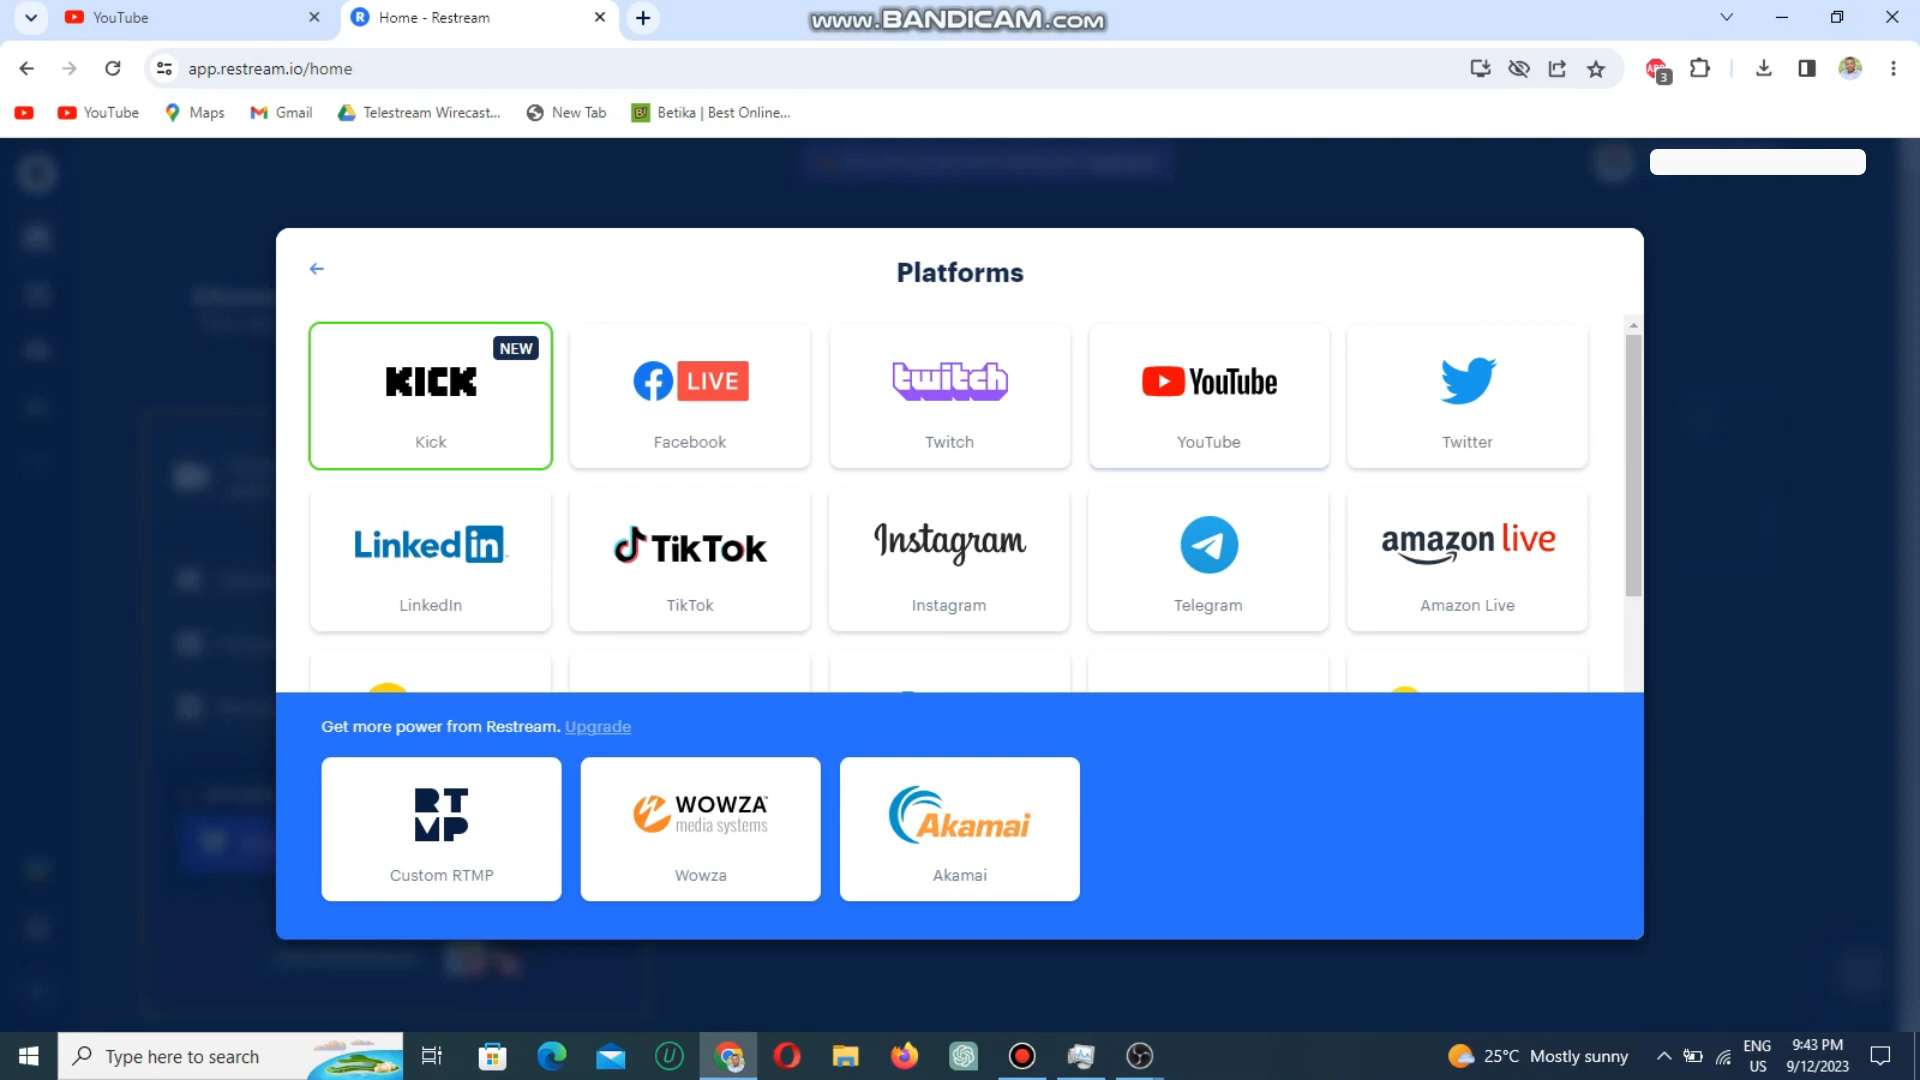 YouTube
Home - Restream
www.BANDICAM.com
app.restream.io/home
3
YouTube
Maps
Gmail
Telestream Wirecast...
New Tab
Betika | Best Online...
Platforms
NEW
KICK
Kick
LIVE
Facebook
twitch
Twitch
YouTube
YouTube
Twitter
Linked in
LinkedIn
TikTok
TikTok
Instagram
Instagram
Telegram
amazon live
Amazon Live
Get more power from Restream. Upgrade
RT
MP
Custom RTMP
WOWZA
media systems
Wowza
Akamai
Akamai
Type here to search
25°C Mostly sunny
ENG
US
9:43 PM
9/12/2023